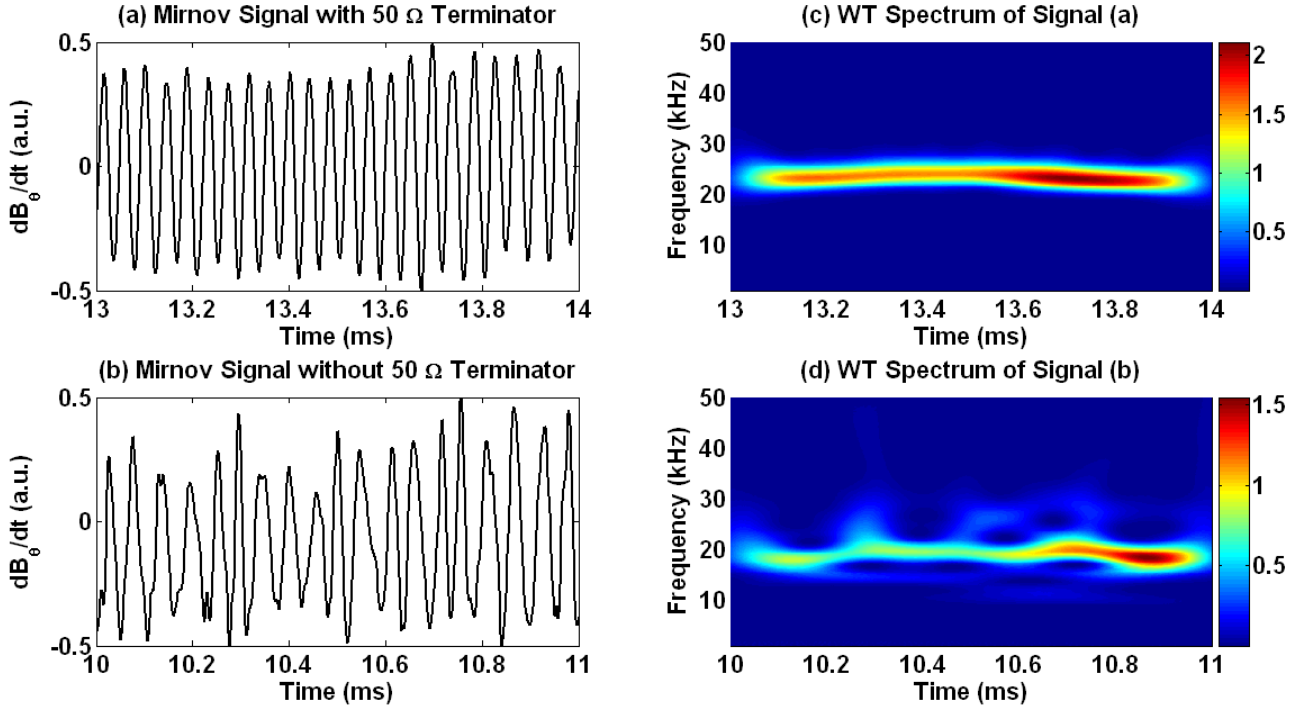 (a) Mirnov Signal with 50 Ω Terminator
0.5
0
-0.5
dBθ/dt (a.u.)
13 13.2 13.4 13.6 13.8 14
Time (ms)
(c) WT Spectrum of Signal (a)
50
40
30
20
10
Frequency (kHz)
13 13.2 13.4 13.6 13.8 14
Time (ms)
2
1.5
1
0.5
(b) Mirnov Signal without 50 Ω Terminator
0.5
0
-0.5
dBθ/dt (a.u.)
10 10.2 10.4 10.6 10.8 11
Time (ms)
(d) WT Spectrum of Signal (b)
50
40
30
20
10
Frequency (kHz)
10 10.2 10.4 10.6 10.8 11
Time (ms)
1.5
1
0.5